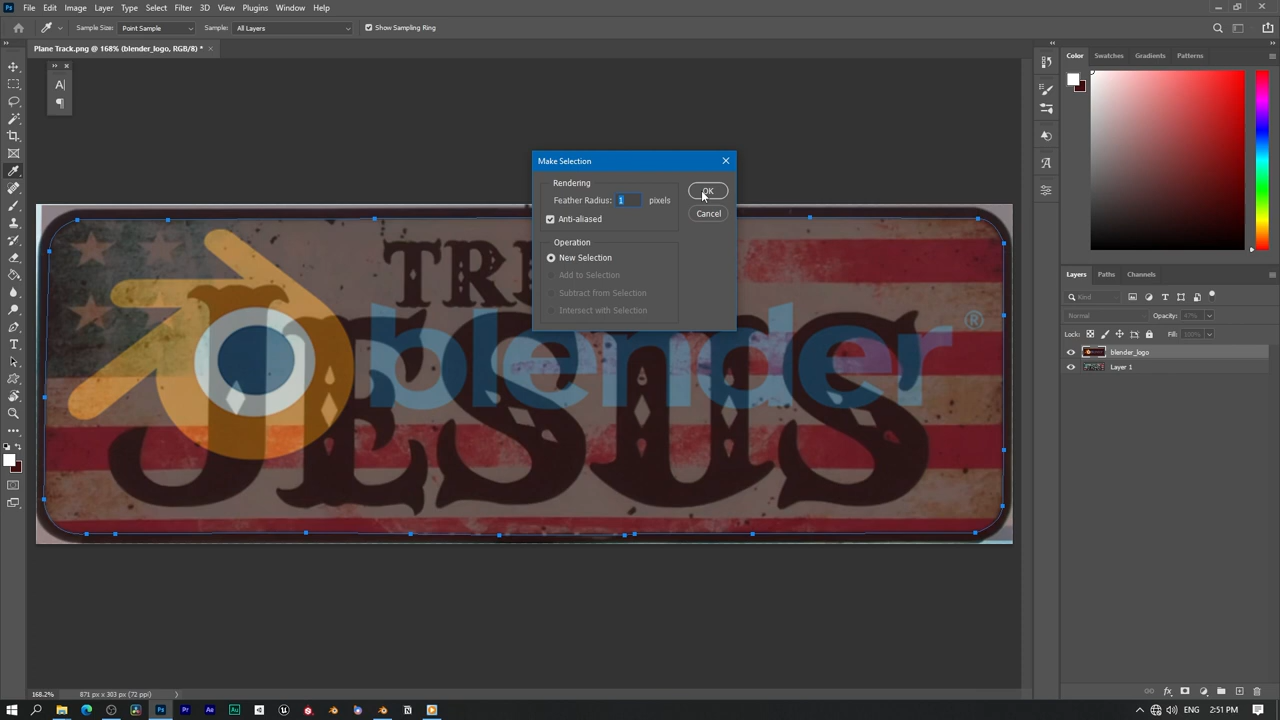 File Edit Image Layer Type Select Filter 3D View Plugins Window Help
Sample Size: Point Sample Sample: All Layers Show Sampling Ring
Plane Track.png @ 168% (blender_logo, RGB/8) * ×
Color Swatches Gradients Patterns
A|
¶
Make Selection
Rendering
Feather Radius: 1 pixels
Anti-aliased
OK
Cancel
Operation
New Selection
Add to Selection
Subtract from Selection
Intersect with Selection
blender ®
JESUS
Layers Paths Channels
Kind
Normal Opacity: 47%
Lock: Fill: 100%
blender_logo
Layer 1
168.2% 871 px x 303 px (72 ppi)
2:51 PM